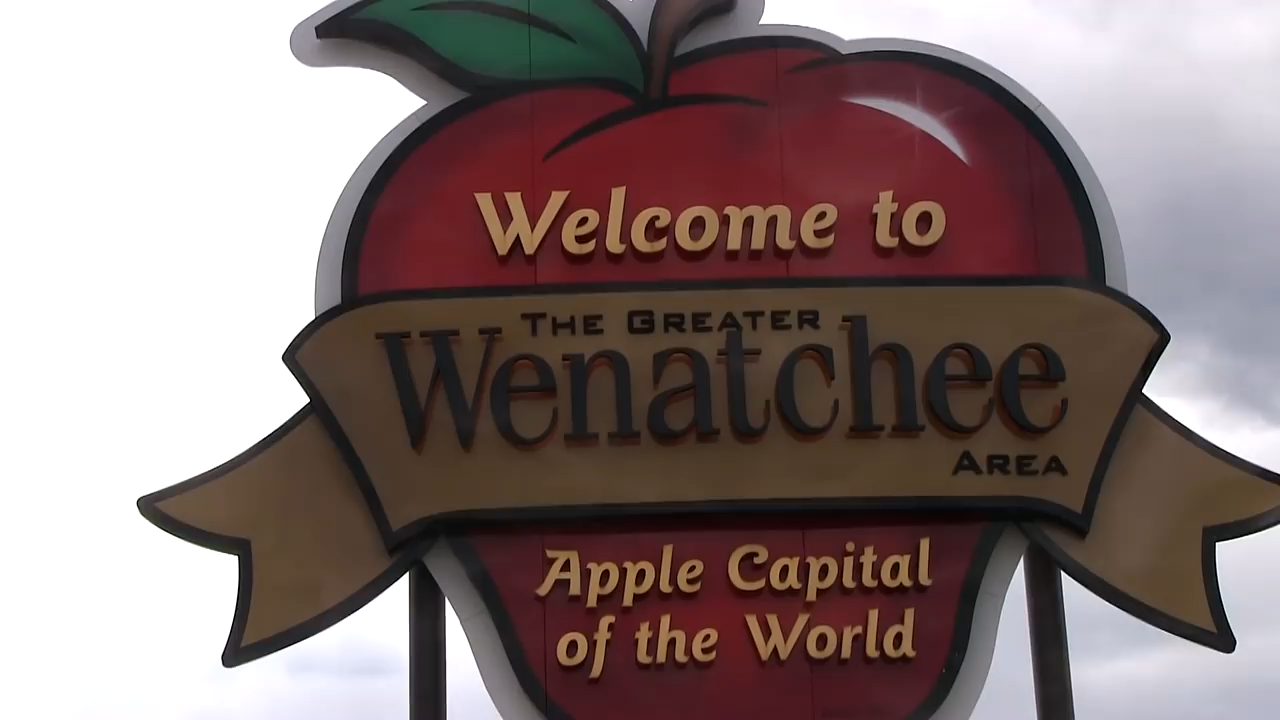 Welcome to
THE GREATER
Wenatchee
AREA
Apple Capital
of the World